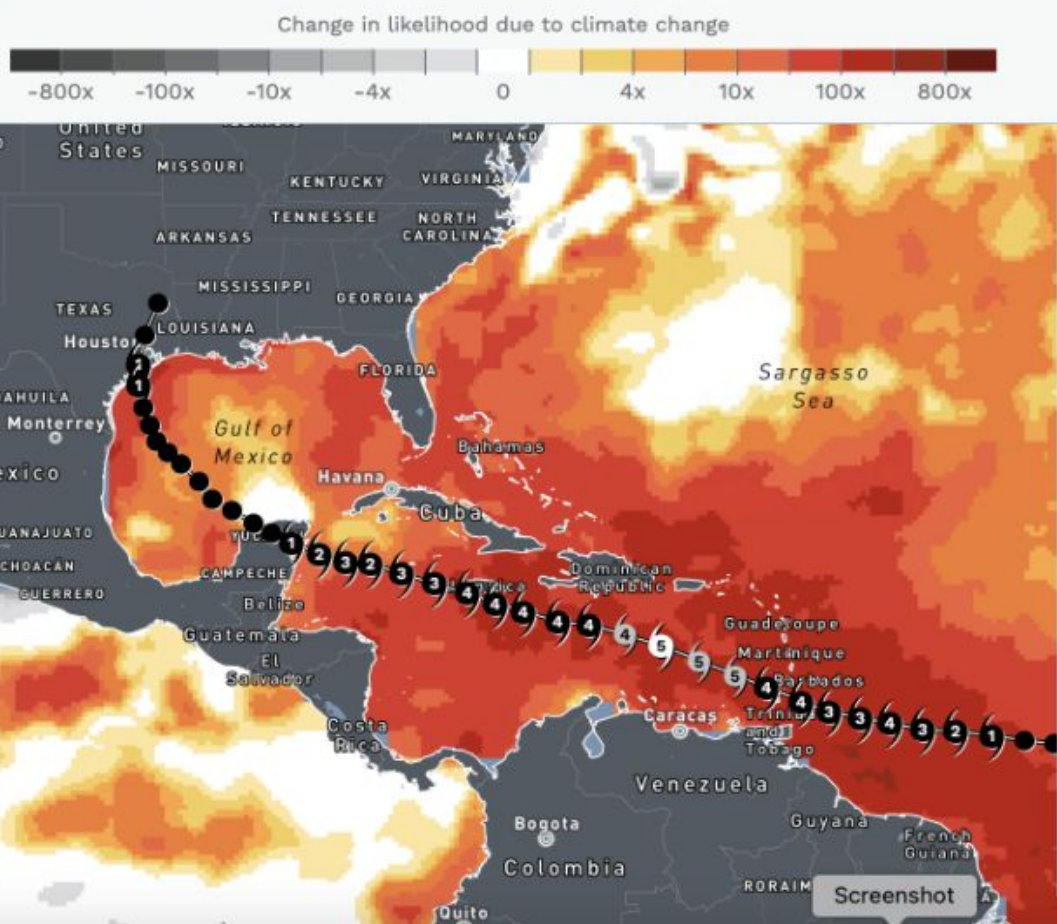 Change in likelihood due to climate change
-800x -100x -10x -4x 0 4x 10x 100x 800x
United
States
MARYLAND
MISSOURI
KENTUCKY
VIRGINIA
TENNESSEE
NORTH
CAROLINA
ARKANSAS
MISSISSIPPI
GEORGIA
TEXAS
LOUISIANA
Houston
1
1
FLORIDA
Sargasso
Sea
AHUILA
Monterrey
Gulf of
Mexico
Bahamas
exico
Havana
Cuba
UANAJUATO
YUC
1 2 3 2 3 3 4 4 4 4 4 4 5 5 5 4 4 3 3 4 3 2 1
CHOACÁN
CAMPECHE
Dominican
Republic
GUERRERO
Belize
Guadeloupe
Guatemala
Martinique
El
Salvador
Barbados
Costa
Rica
Caracas
Trinidad
and
Tobago
Venezuela
Bogota
Guyana
French
Guiana
Colombia
RORAIM
Screenshot
Quito